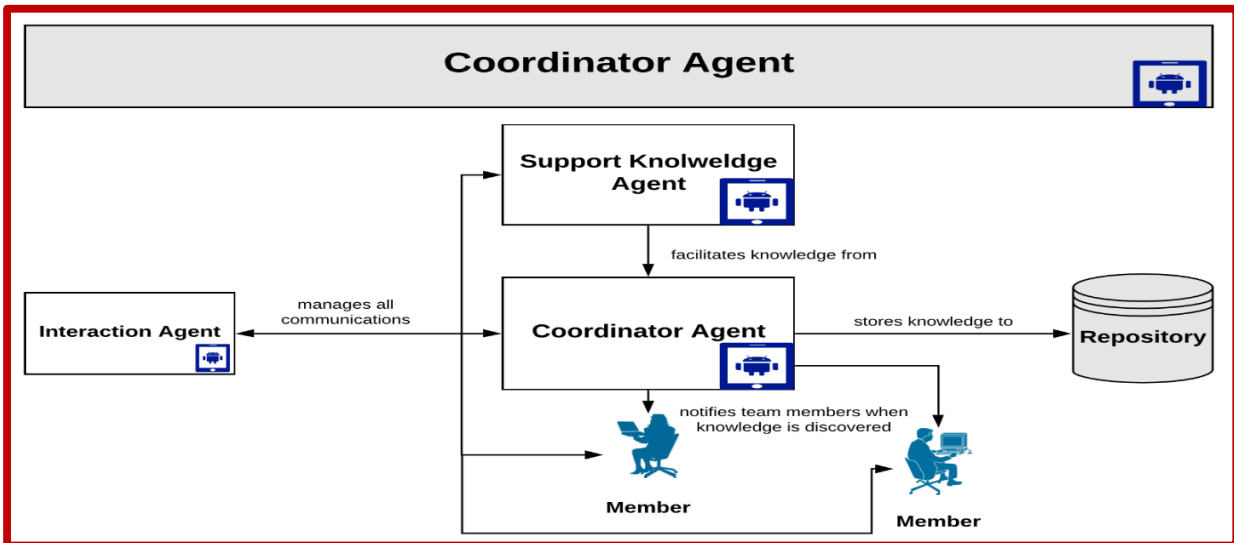 Coordinator Agent
Support Knolweldge
Agent
facilitates knowledge from
Interaction Agent
manages all
communications
Coordinator Agent
stores knowledge to
Repository
notifies team members when
knowledge is discovered
Member
Member